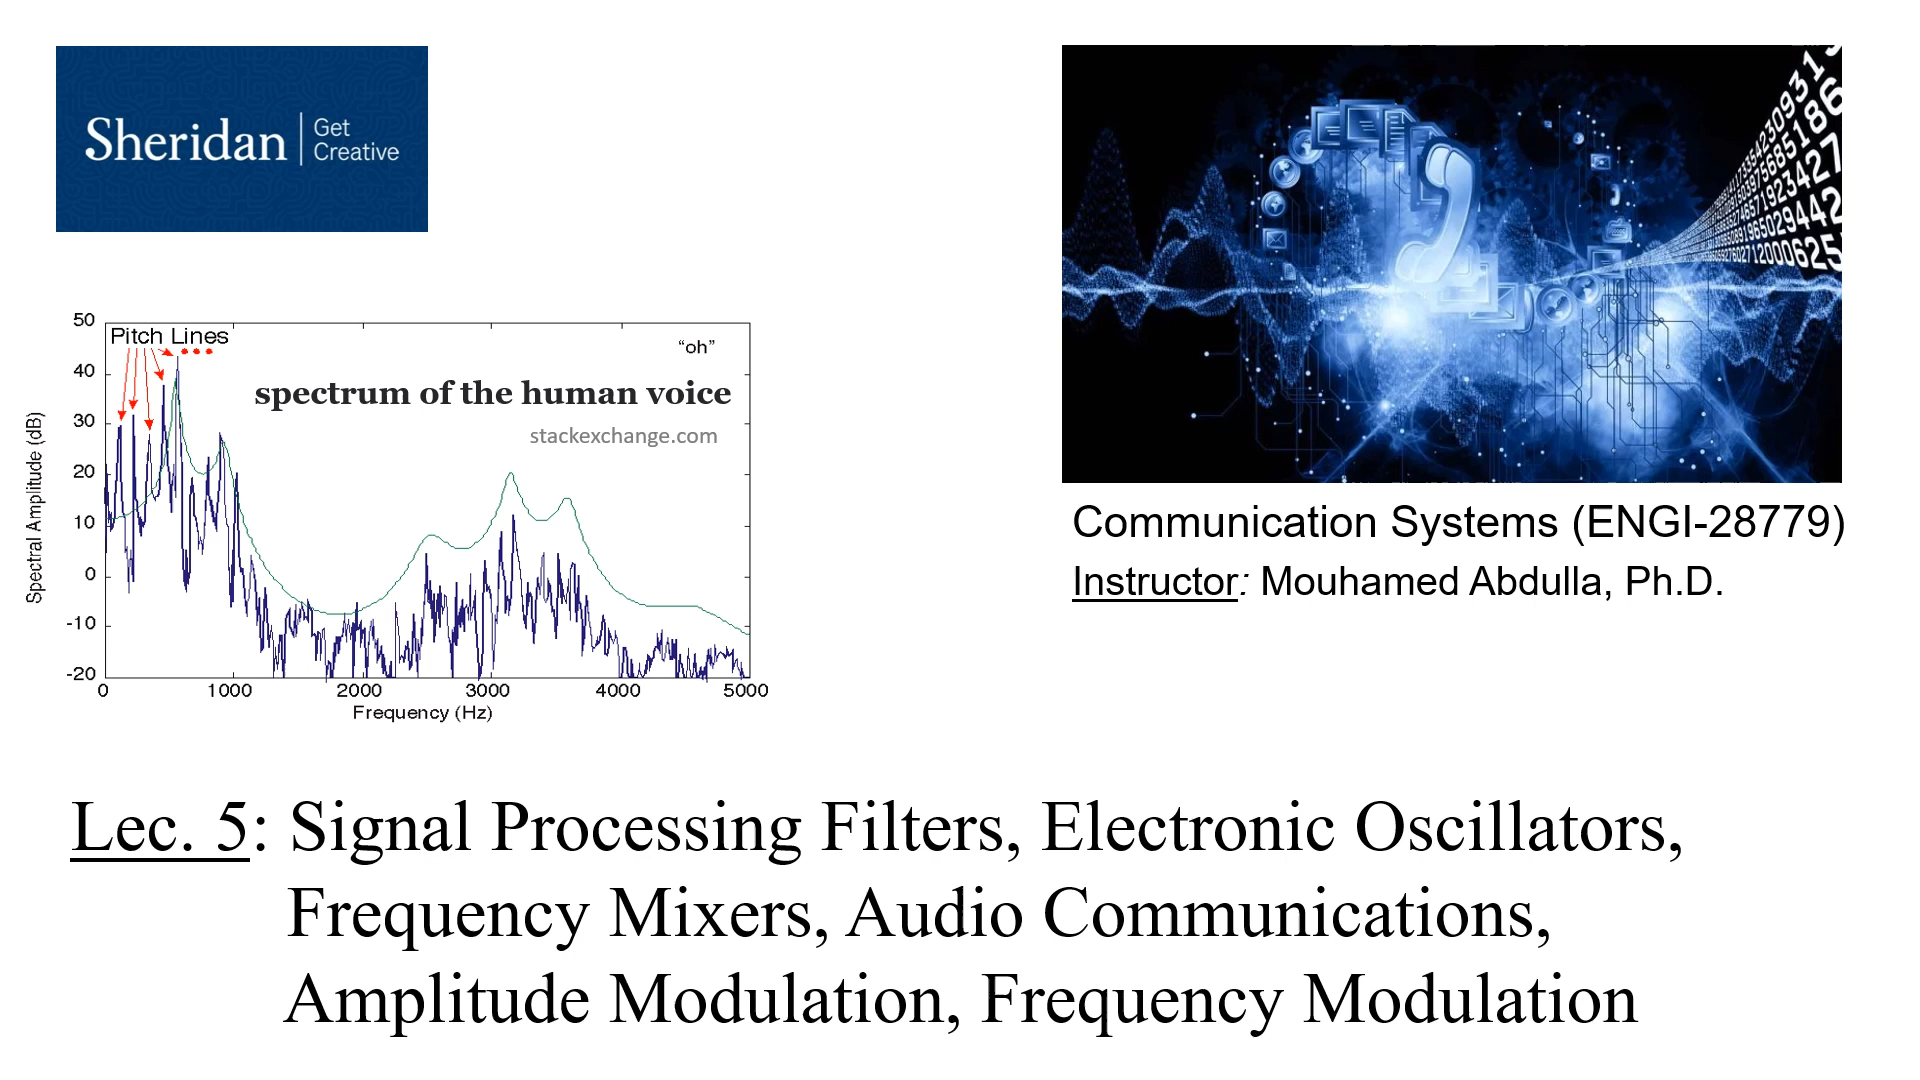 Sheridan
Get
Creative
50
40
30
20
10
0
-10
-20
Spectral Amplitude (dB)
Pitch Lines
“oh”
spectrum of the human voice
stackexchange.com
0 1000 2000 3000 4000 5000
Frequency (Hz)
Communication Systems (ENGI-28779)
Instructor: Mouhamed Abdulla, Ph.D.
Lec. 5: Signal Processing Filters, Electronic Oscillators,
Frequency Mixers, Audio Communications,
Amplitude Modulation, Frequency Modulation